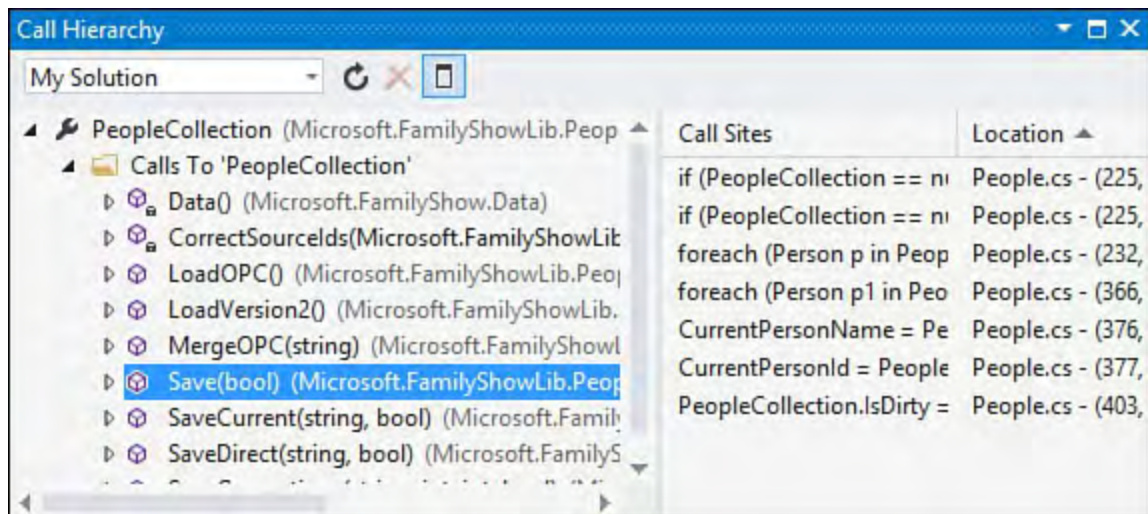 Call Hierarchy
My Solution
PeopleCollection (Microsoft.FamilyShowLib.Peop
Calls To 'PeopleCollection'
Data() (Microsoft.FamilyShow.Data)
CorrectSourceIds(Microsoft.FamilyShowLib
LoadOPC() (Microsoft.FamilyShowLib.Peop
LoadVersion2() (Microsoft.FamilyShowLib.
MergeOPC(string) (Microsoft.FamilyShowL
Save(bool) (Microsoft.FamilyShowLib.Peop
SaveCurrent(string, bool) (Microsoft.Family
SaveDirect(string, bool) (Microsoft.FamilyS
Call Sites Location
if (PeopleCollection == nu People.cs - (225,
if (PeopleCollection == nu People.cs - (225,
foreach (Person p in Peop People.cs - (232,
foreach (Person p1 in Peo People.cs - (366,
CurrentPersonName = Pe People.cs - (376,
CurrentPersonId = People People.cs - (377,
PeopleCollection.IsDirty = People.cs - (403,